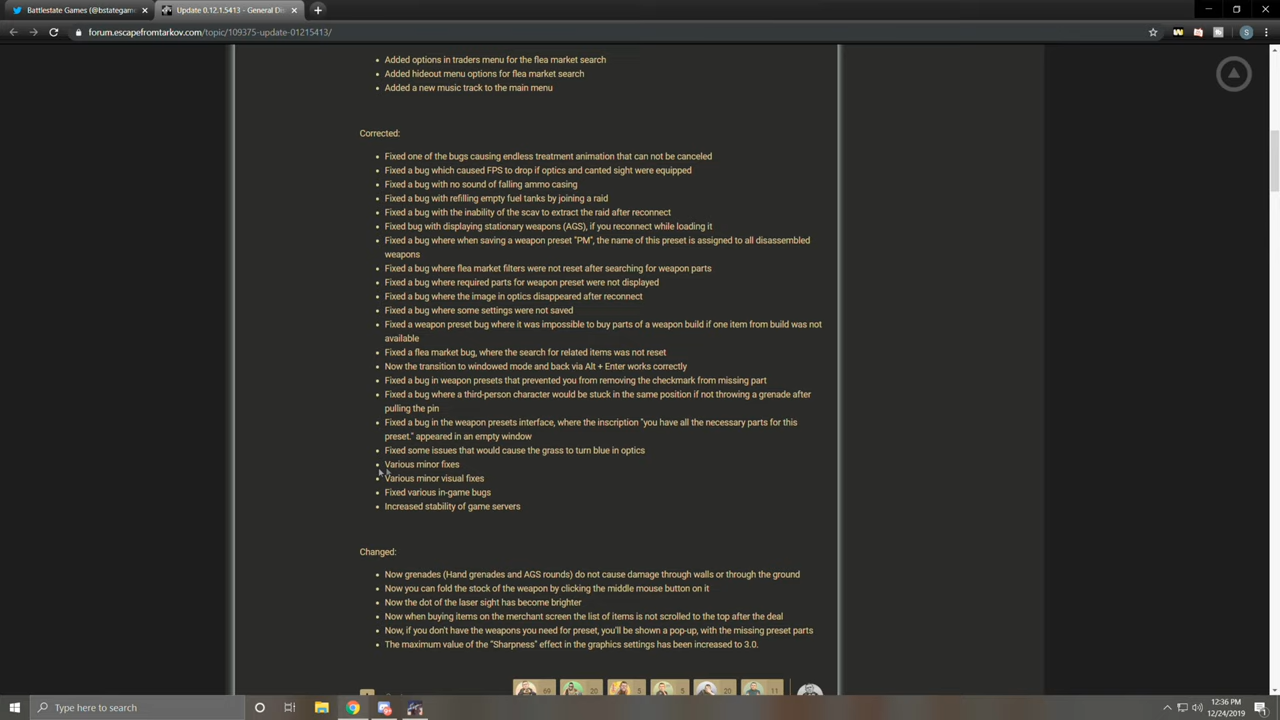 Battlestate Games (@bstategam
Update 0.12.1.5413 - General Di
forum.escapefromtarkov.com/topic/109375-update-01215413/
Added options in traders menu for the flea market search
Added hideout menu options for flea market search
Added a new music track to the main menu
Corrected:
Fixed one of the bugs causing endless treatment animation that can not be canceled
Fixed a bug which caused FPS to drop if optics and canted sight were equipped
Fixed a bug with no sound of falling ammo casing
Fixed a bug with refilling empty fuel tanks by joining a raid
Fixed a bug with the inability of the scav to extract the raid after reconnect
Fixed bug with displaying stationary weapons (AGS), if you reconnect while loading it
Fixed a bug where when saving a weapon preset "PM", the name of this preset is assigned to all disassembled
weapons
Fixed a bug where flea market filters were not reset after searching for weapon parts
Fixed a bug where required parts for weapon preset were not displayed
Fixed a bug where the image in optics disappeared after reconnect
Fixed a bug where some settings were not saved
Fixed a weapon preset bug where it was impossible to buy parts of a weapon build if one item from build was not
available
Fixed a flea market bug, where the search for related items was not reset
Now the transition to windowed mode and back via Alt + Enter works correctly
Fixed a bug in weapon presets that prevented you from removing the checkmark from missing part
Fixed a bug where a third-person character would be stuck in the same position if not throwing a grenade after
pulling the pin
Fixed a bug in the weapon presets interface, where the inscription "you have all the necessary parts for this
preset." appeared in an empty window
Fixed some issues that would cause the grass to turn blue in optics
Various minor fixes
Various minor visual fixes
Fixed various in-game bugs
Increased stability of game servers
Changed:
Now grenades (Hand grenades and AGS rounds) do not cause damage through walls or through the ground
Now you can fold the stock of the weapon by clicking the middle mouse button on it
Now the dot of the laser sight has become brighter
Now when buying items on the merchant screen the list of items is not scrolled to the top after the deal
Now, if you don't have the weapons you need for preset, you'll be shown a pop-up, with the missing preset parts
The maximum value of the "Sharpness" effect in the graphics settings has been increased to 3.0.
69 20 5 5 20 11
Type here to search
12:36 PM
12/24/2019